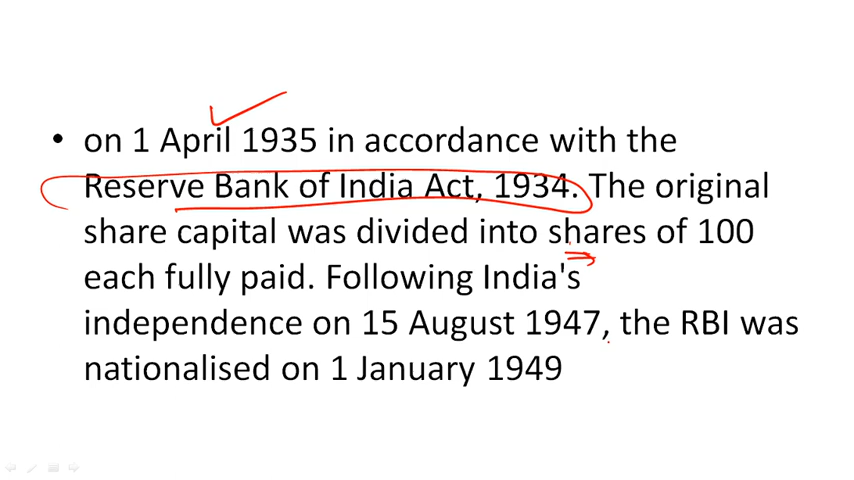 • on 1 April 1935 in accordance with the
Reserve Bank of India Act, 1934. The original
share capital was divided into shares of 100
each fully paid. Following India's
independence on 15 August 1947, the RBI was
nationalised on 1 January 1949